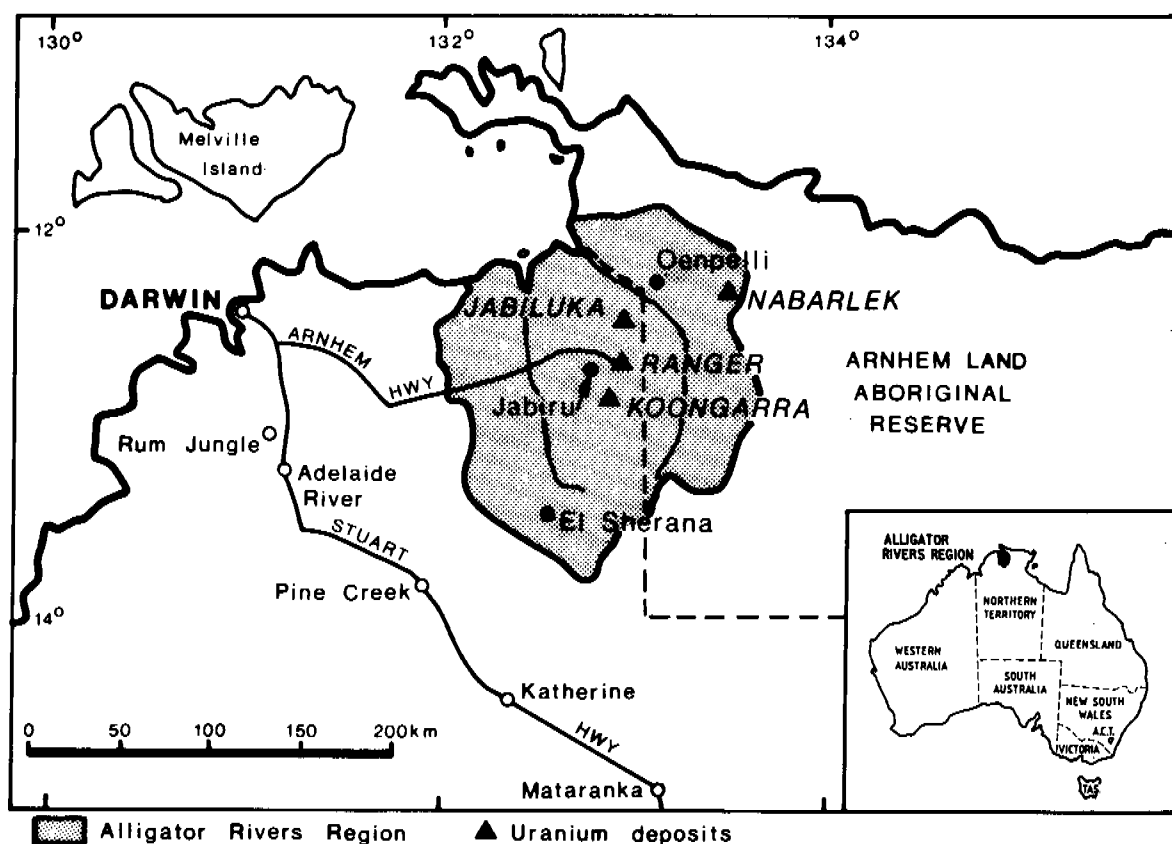 130°
132°
134°
Melville
Island
12°
Oenpelli
DARWIN
JABILUKA
NABARLEK
ARNHEM
HWY
RANGER
Jabiru
KOONGARRA
ARNHEM LAND
ABORIGINAL
RESERVE
Rum Jungle
Adelaide
River
El Sherana
STUART
Pine Creek
14°
Katherine
HWY
Mataranka
0 50 100 150 200km
ALLIGATOR
RIVERS REGION
NORTHERN
TERRITORY
QUEENSLAND
WESTERN
AUSTRALIA
SOUTH
AUSTRALIA
NEW SOUTH
WALES
A.C.T.
VICTORIA
TAS
Alligator Rivers Region
Uranium deposits